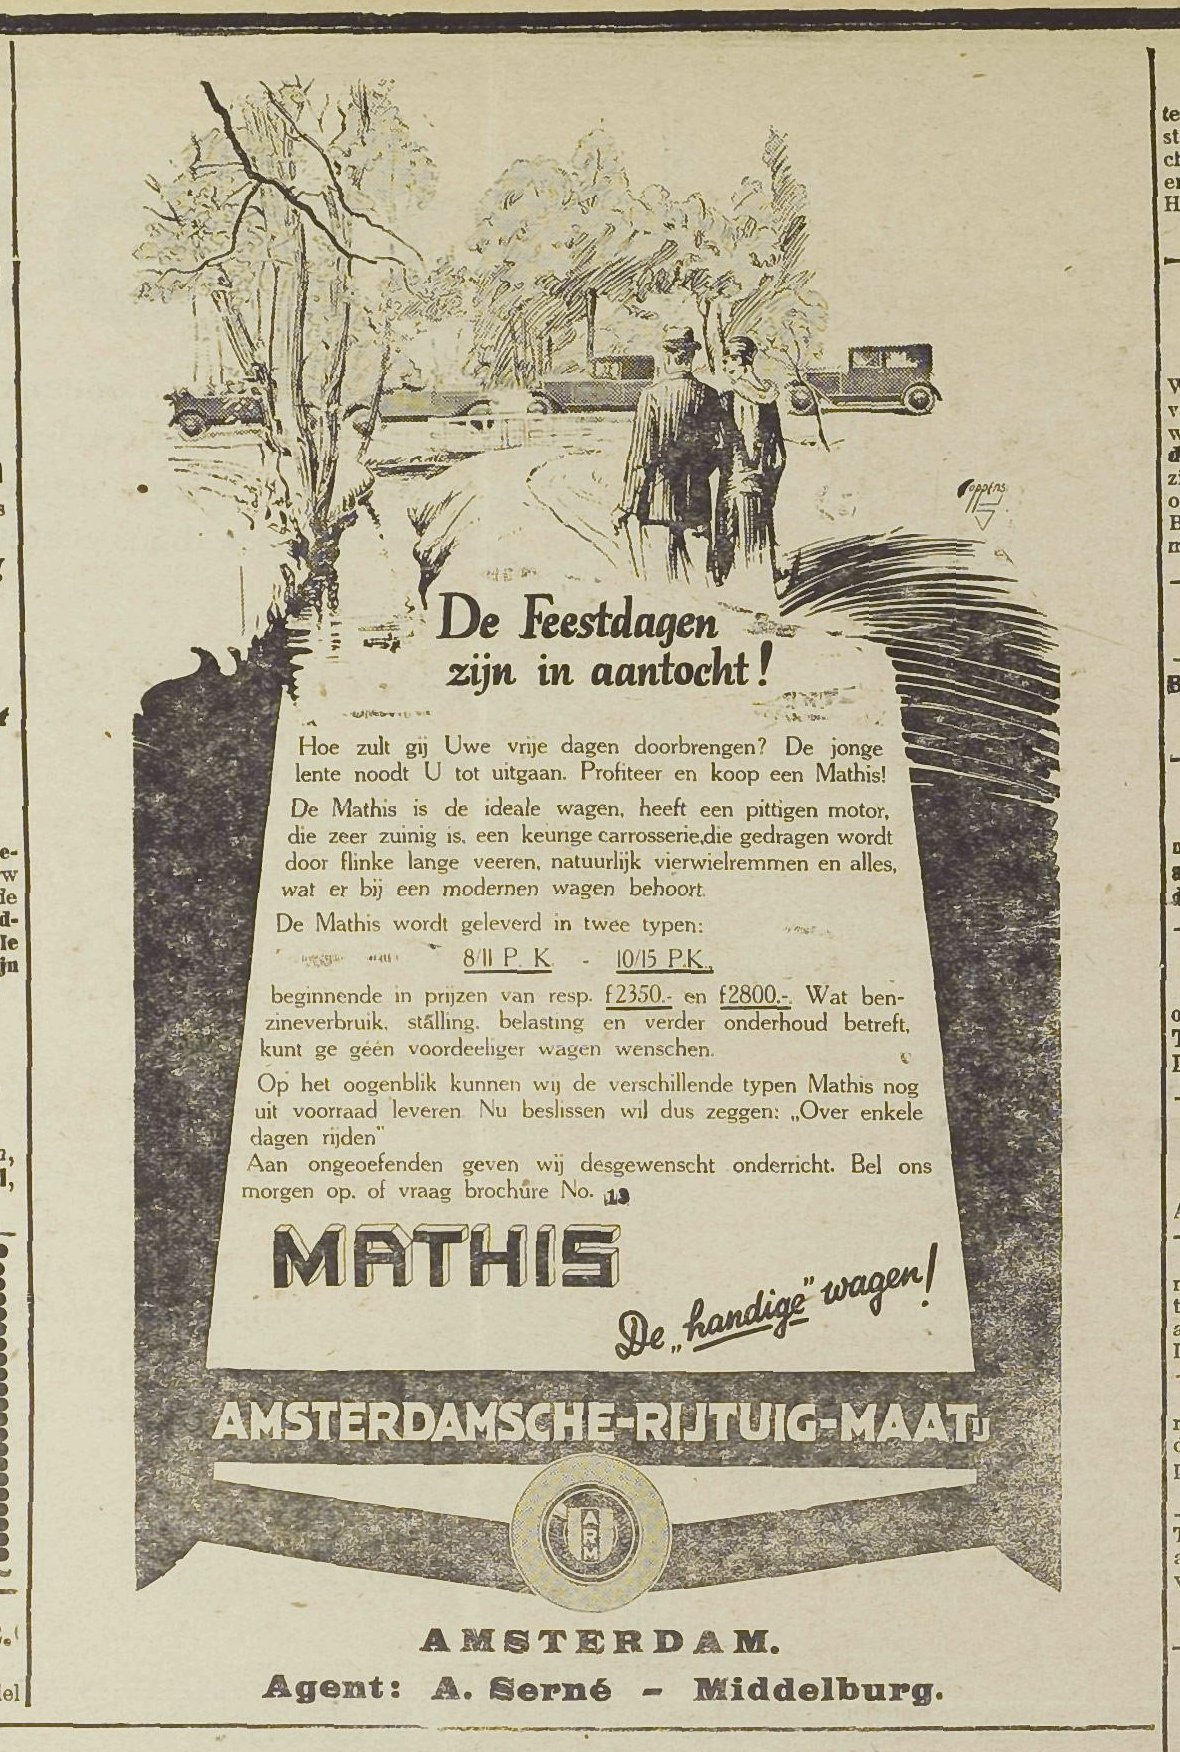 Coppens
De Feestdagen
zijn in aantocht!
Hoe zult gij Uwe vrije dagen doorbrengen? De jonge
lente noodt U tot uitgaan. Profiteer en koop een Mathis!
De Mathis is de ideale wagen, heeft een pittigen motor,
die zeer zuinig is, een keurige carrosserie,die gedragen wordt
door flinke lange veeren, natuurlijk vierwielremmen en alles,
wat er bij een modernen wagen behoort.
De Mathis wordt geleverd in twee typen:
8/11 P. K. - 10/15 P.K.,
beginnende in prijzen van resp. f2350.- en f2800.-. Wat ben-
zineverbruik, stalling, belasting en verder onderhoud betreft,
kunt ge géén voordeeliger wagen wenschen.
Op het oogenblik kunnen wij de verschillende typen Mathis nog
uit voorraad leveren. Nu beslissen wil dus zeggen: „Over enkele
dagen rijden"
Aan ongeoefenden geven wij desgewenscht onderricht. Bel ons
morgen op, of vraag brochure No. 13
MATHIS
De „handige" wagen!
AMSTERDAMSCHE-RIJTUIG-MAATIJ
ARM
AMSTERDAM.
Agent: A. Serné - Middelburg.